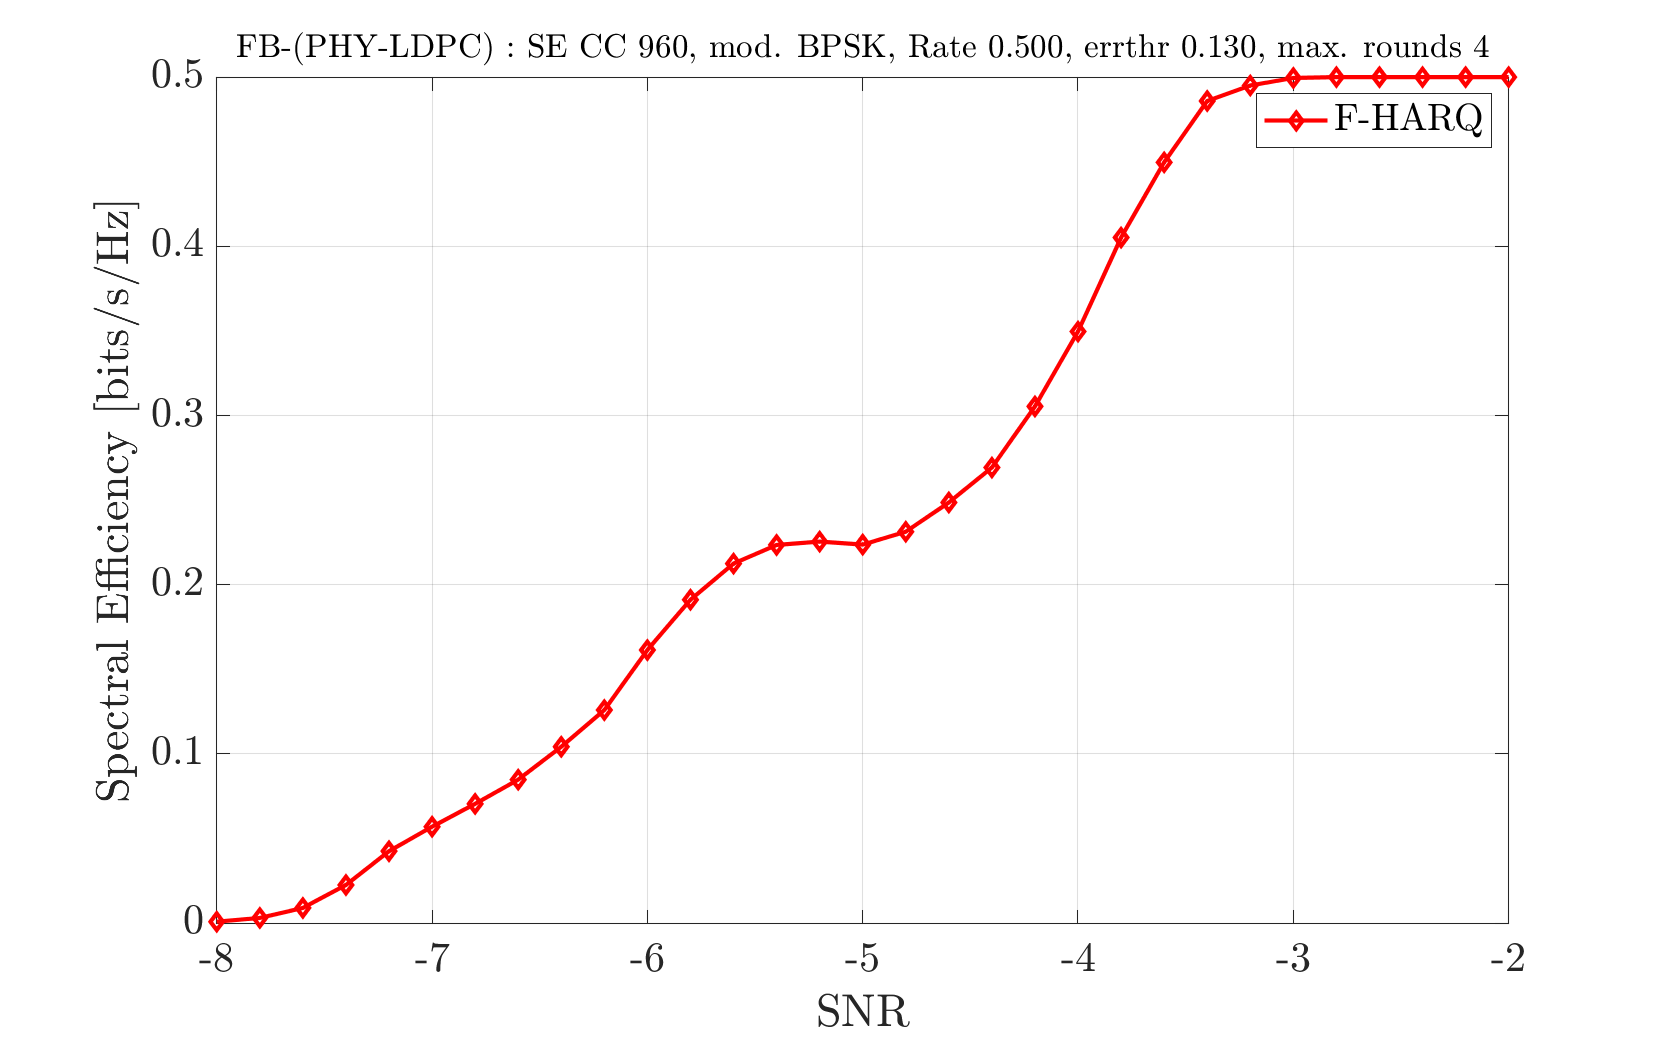 FB-(PHY-LDPC) : SE CC 960, mod. BPSK, Rate 0.500, errthr 0.130, max. rounds 4
F-HARQ
Spectral Efficiency [bits/s/Hz]
0.5
0.4
0.3
0.2
0.1
0
-8 -7 -6 -5 -4 -3 -2
SNR